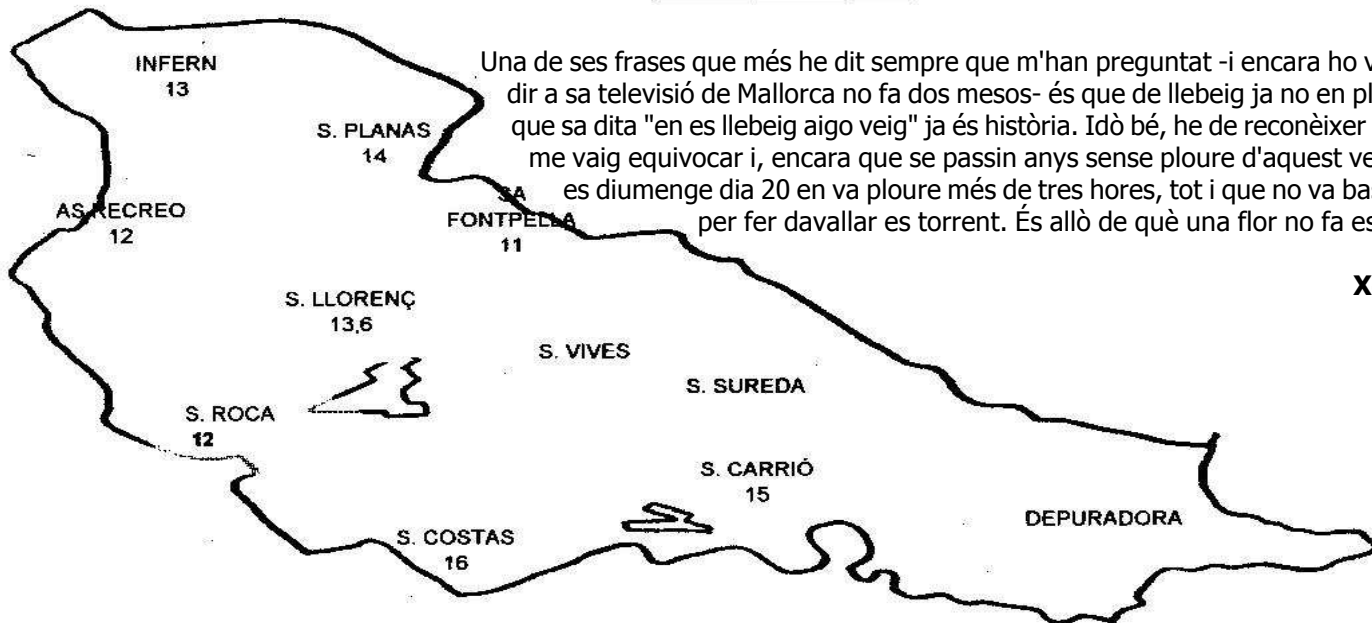 Una de ses frases que més he dit sempre que m'han preguntat -i encara ho
dir a sa televisió de Mallorca no fa dos mesos- és que de llebeig ja no en
que sa dita "en es llebeig aigo veig" ja és història. Idò bé, he de reconèixer
me vaig equivocar i, encara que se passin anys sense ploure d'aquest
es diumenge dia 20 en va ploure més de tres hores, tot i que no va
per fer davallar es torrent. És allò de què una flor no fa
X
INFERN
13
S. PLANAS
14
AS RECREO
12
SA
FONTPELLA
11
S. LLORENÇ
13,6
S. VIVES
S. SUREDA
S. ROCA
12
S. CARRIÓ
15
S. COSTAS
16
DEPURADORA